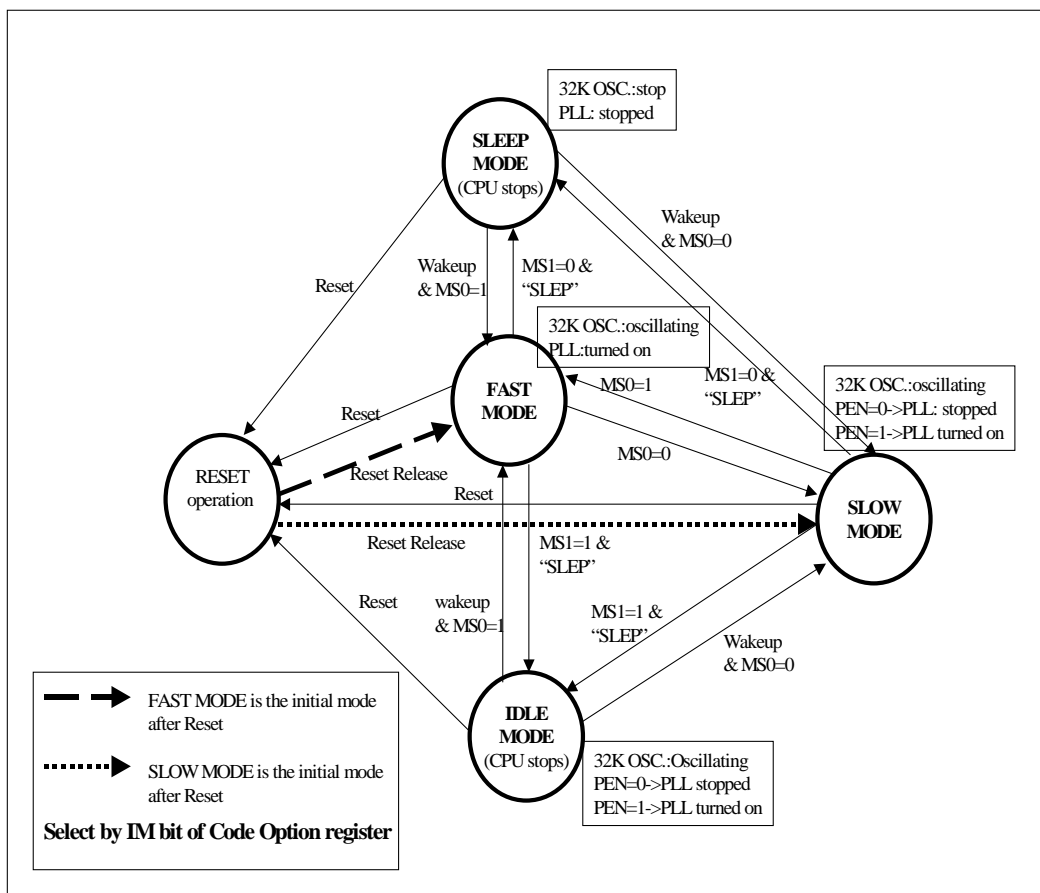 32K OSC.:stop
PLL: stopped
SLEEP
MODE
(CPU stops)
Wakeup
& MS0=0
Reset
Wakeup
& MS0=1
MS1=0 &
“SLEP”
32K OSC.:oscillating
PLL:turned on
FAST
MODE
MS0=1
MS1=0 &
“SLEP”
32K OSC.:oscillating
PEN=0->PLL: stopped
PEN=1->PLL turned on
Reset
MS0=0
RESET
operation
Reset Release
Reset
SLOW
MODE
Reset Release
MS1=1 &
“SLEP”
Reset
wakeup
& MS0=1
MS1=1 &
“SLEP”
Wakeup
& MS0=0
FAST MODE is the initial mode
after Reset
SLOW MODE is the initial mode
after Reset
Select by IM bit of Code Option register
IDLE
MODE
(CPU stops)
32K OSC.:Oscillating
PEN=0->PLL stopped
PEN=1->PLL turned on